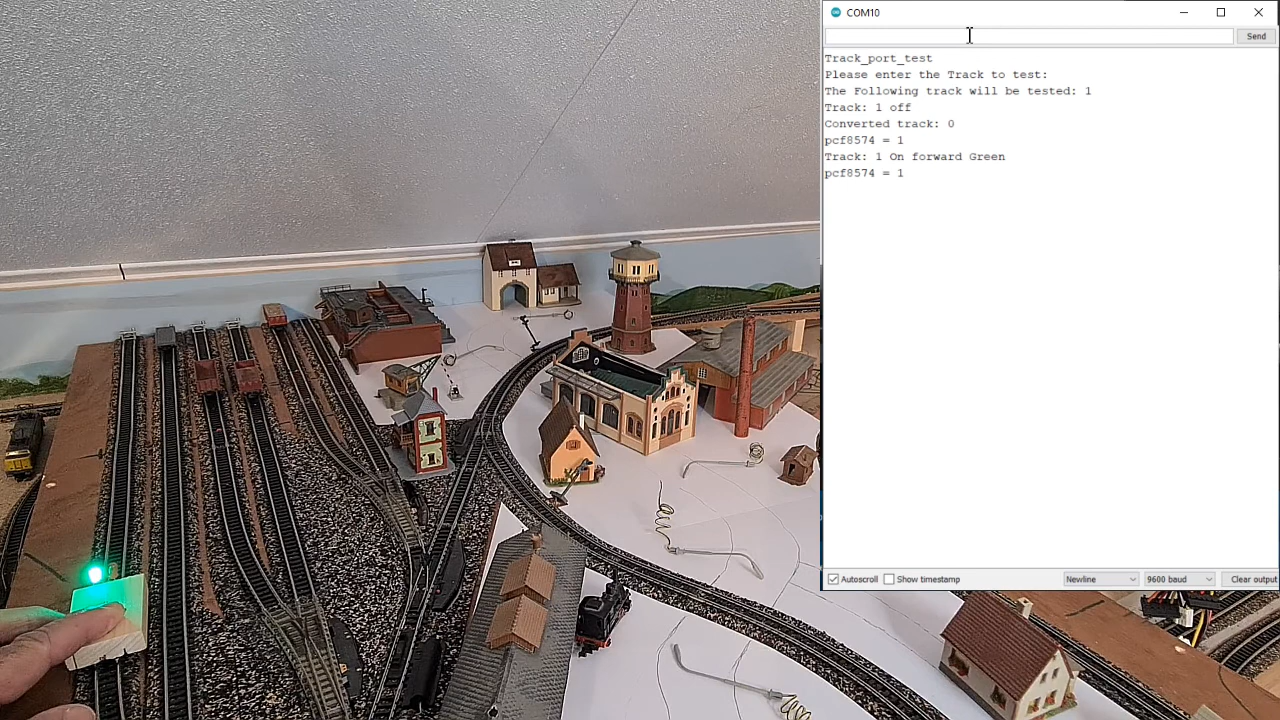 COM10
Send
Track_port_test
Please enter the Track to test:
The Following track will be tested: 1
Track: 1 off
Converted track: 0
pcf8574 = 1
Track: 1 On forward Green
pcf8574 = 1
Autoscroll
Show timestamp
Newline
9600 baud
Clear output